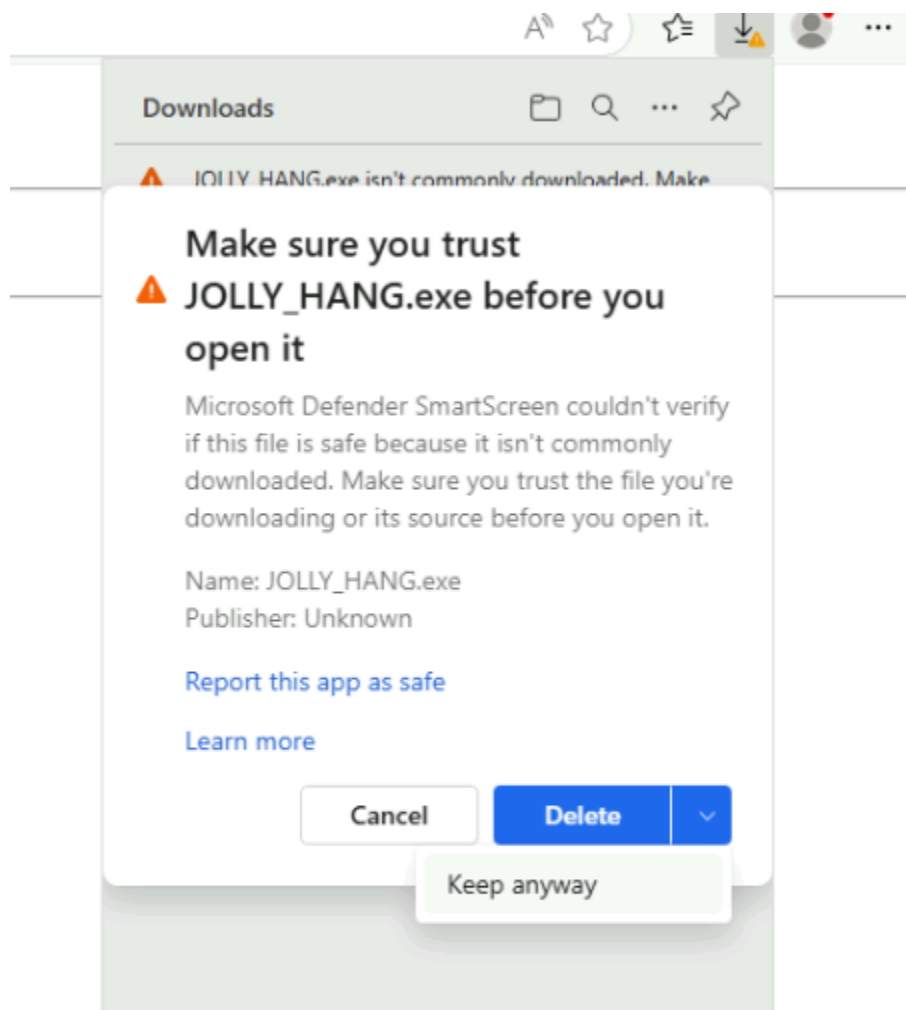 Downloads
JOLLY_HANG.exe isn't commonly downloaded. Make
Make sure you trust
JOLLY_HANG.exe before you
open it
Microsoft Defender SmartScreen couldn't verify
if this file is safe because it isn't commonly
downloaded. Make sure you trust the file you're
downloading or its source before you open it.
Name: JOLLY_HANG.exe
Publisher: Unknown
Report this app as safe
Learn more
Cancel
Delete
Keep anyway